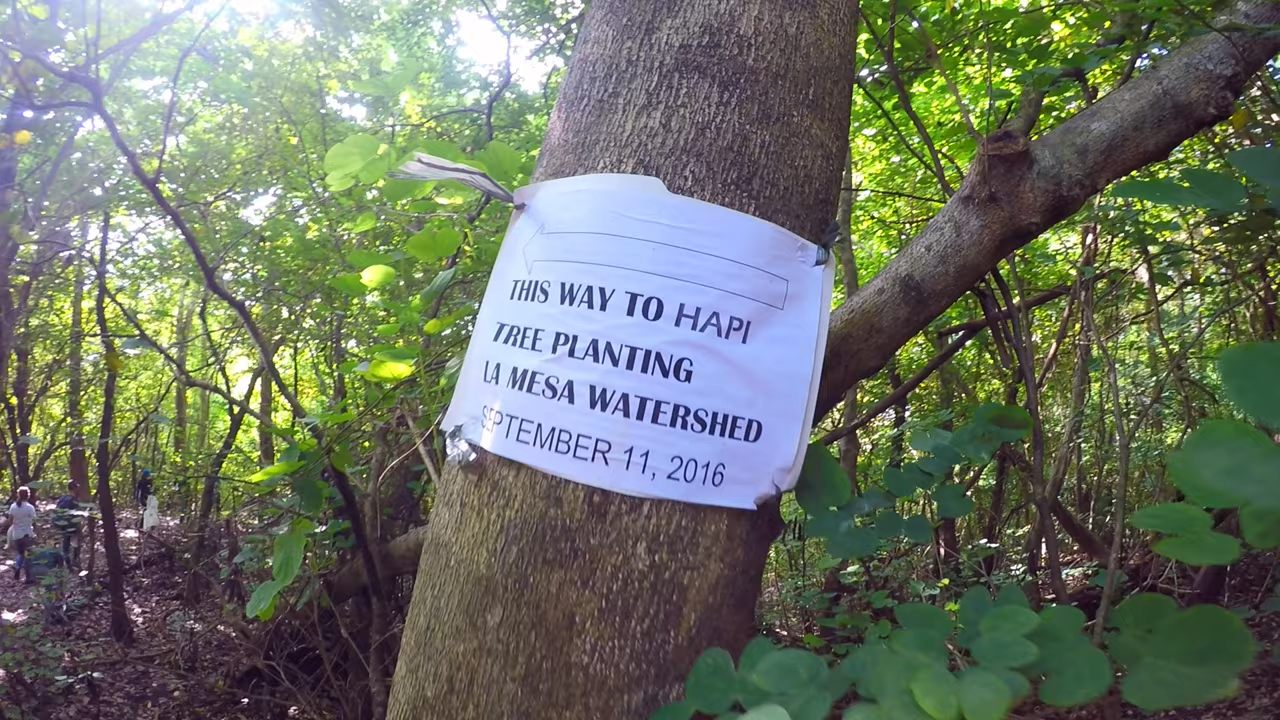 THIS WAY TO HAPI
TREE PLANTING
LA MESA WATERSHED
SEPTEMBER 11, 2016